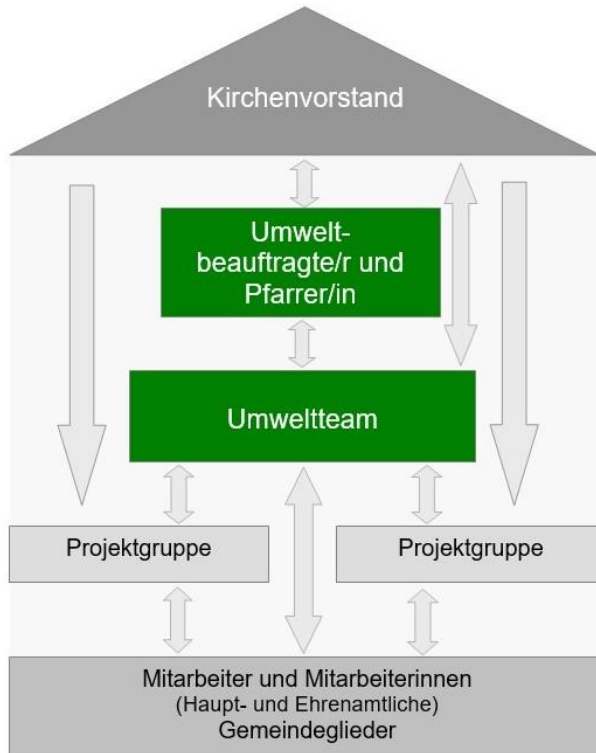 Kirchenvorstand
Umwelt-
beauftragte/r und
Pfarrer/in
Umweltteam
Projektgruppe
Projektgruppe
Mitarbeiter und Mitarbeiterinnen
(Haupt- und Ehrenamtliche)
Gemeindeglieder